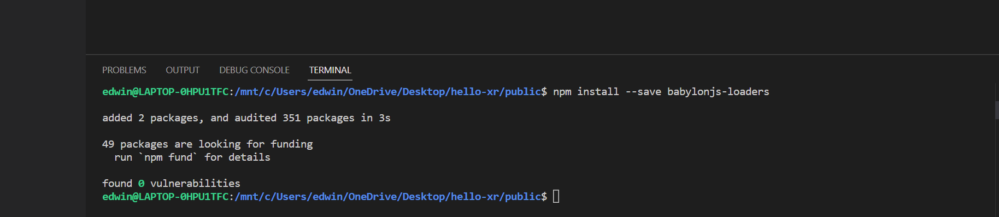 PROBLEMS OUTPUT DEBUG CONSOLE TERMINAL
edwin@LAPTOP-0HPU1TFC:/mnt/c/Users/edwin/OneDrive/Desktop/hello-xr/public$ npm install --save babylonjs-loaders
added 2 packages, and audited 351 packages in 3s
49 packages are looking for funding
  run `npm fund` for details
found 0 vulnerabilities
edwin@LAPTOP-0HPU1TFC:/mnt/c/Users/edwin/OneDrive/Desktop/hello-xr/public$